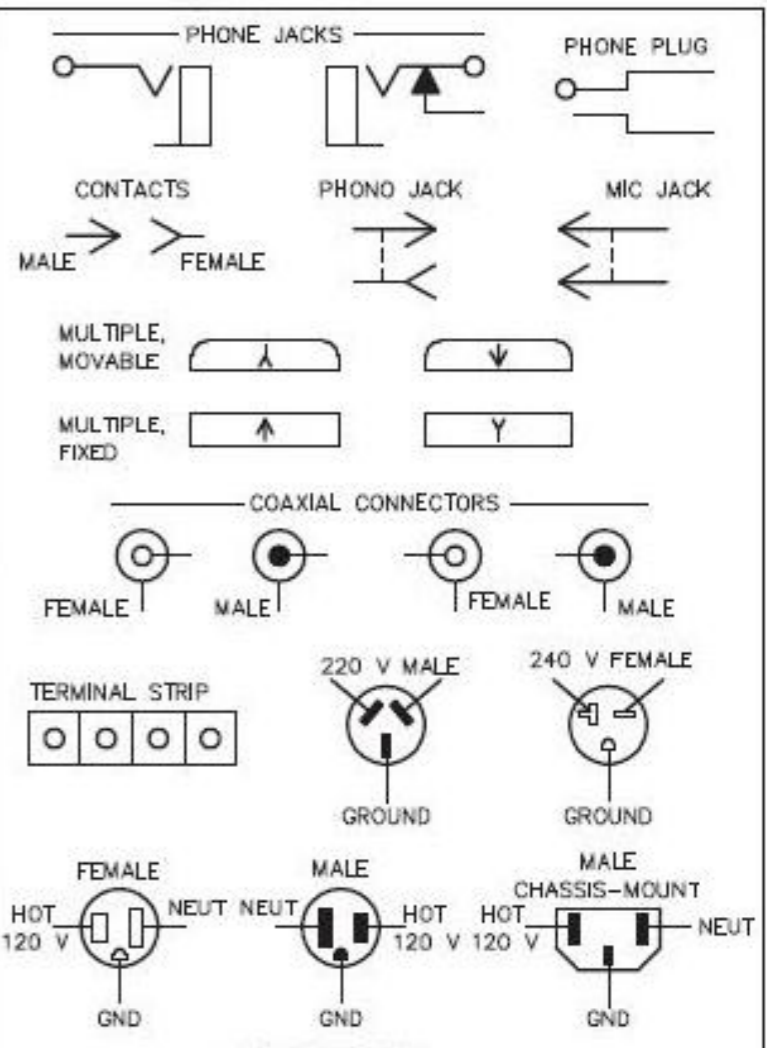 PHONE JACKS
PHONE PLUG
CONTACTS
PHONO JACK
MIC JACK
MALE
FEMALE
MULTIPLE,
MOVABLE
MULTIPLE,
FIXED
COAXIAL CONNECTORS
FEMALE
MALE
FEMALE
MALE
TERMINAL STRIP
220 V MALE
240 V FEMALE
GROUND
GROUND
FEMALE
HOT
120 V
NEUT
GND
MALE
NEUT
HOT
120 V
GND
MALE
CHASSIS-MOUNT
HOT
120 V
NEUT
GND